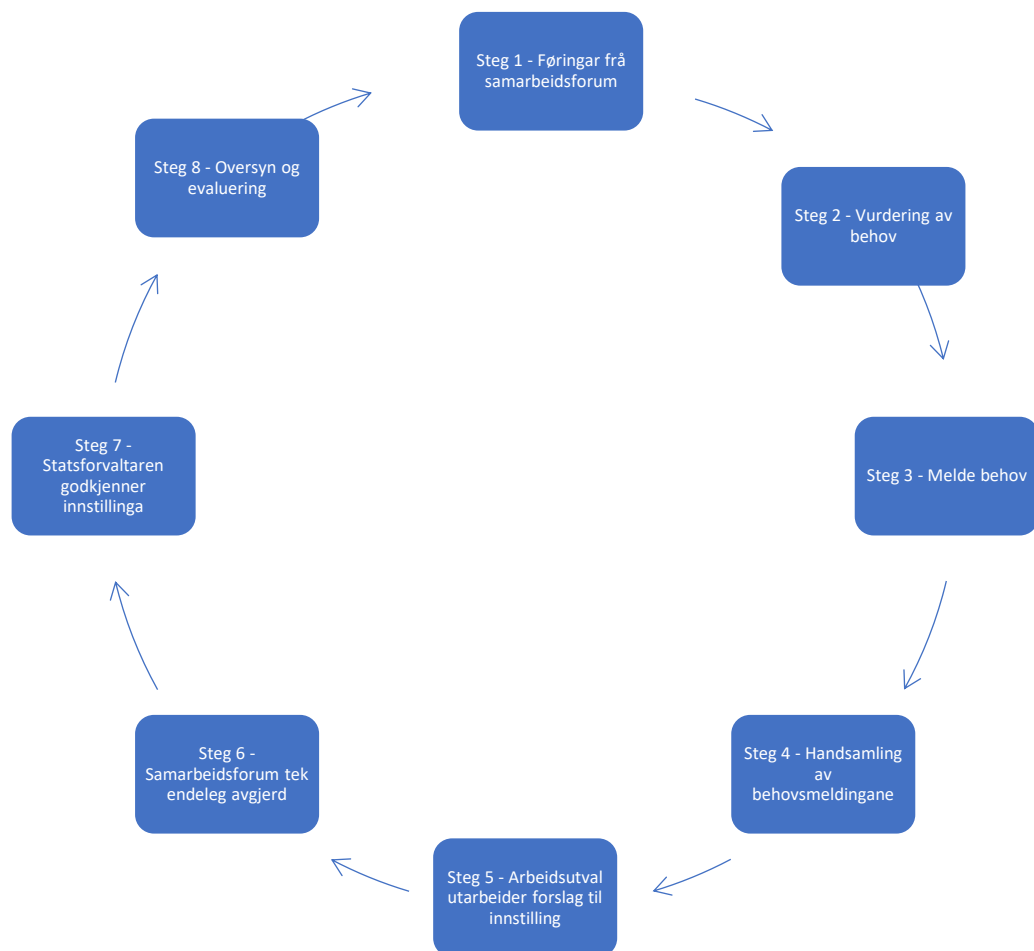 Steg 1 - Føringar frå
samarbeidsforum
Steg 2 - Vurdering av
behov
Steg 3 - Melde behov
Steg 4 - Handsamling
av
behovsmeldingane
Steg 5 - Arbeidsutval
utarbeider forslag til
innstilling
Steg 6 -
Samarbeidsforum tek
endeleg avgjerd
Steg 7 -
Statsforvaltaren
godkjenner
innstillinga
Steg 8 - Oversyn og
evaluering